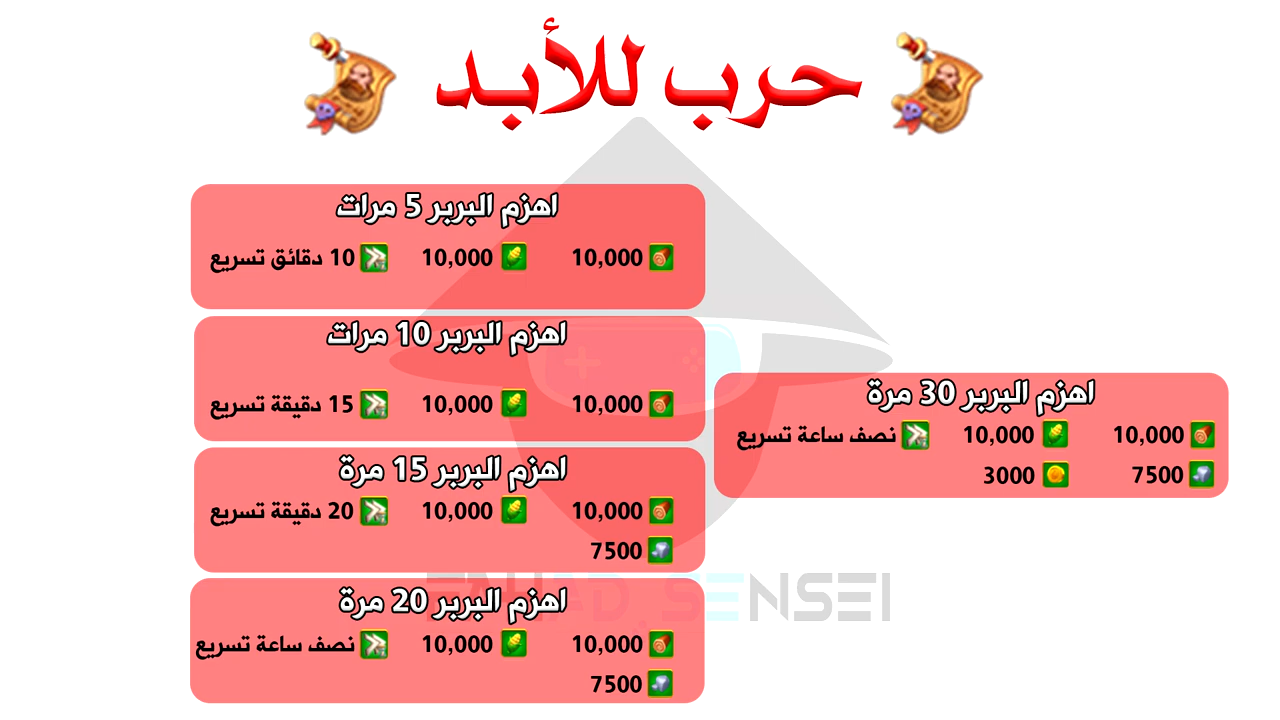 حرب للأبد
اهزم البربر 5 مرات
10,000 10,000 10 دقائق تسريع
اهزم البربر 10 مرات
10,000 10,000 15 دقيقة تسريع
اهزم البربر 15 مرة
10,000 10,000 20 دقيقة تسريع
7500
اهزم البربر 20 مرة
10,000 10,000 نصف ساعة تسريع
7500
اهزم البربر 30 مرة
10,000 10,000 نصف ساعة تسريع
7500 3000
FAHAD_SENSEI